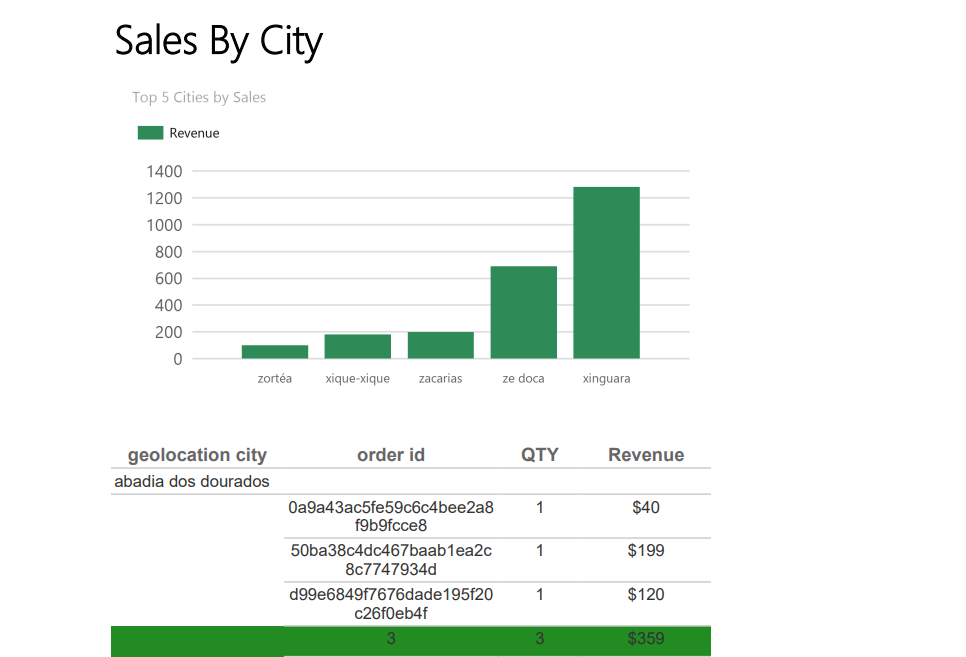 Sales By City
Top 5 Cities by Sales
Revenue
1400
1200
1000
800
600
400
200
0
zortéa xique-xique zacarias ze doca xinguara
geolocation city order id QTY Revenue
abadia dos dourados
0a9a43ac5fe59c6c4bee2a8 1 $40
f9b9fcce8
50ba38c4dc467baab1ea2c 1 $199
8c7747934d
d99e6849f7676dade195f20 1 $120
c26f0eb4f
3 3 $359